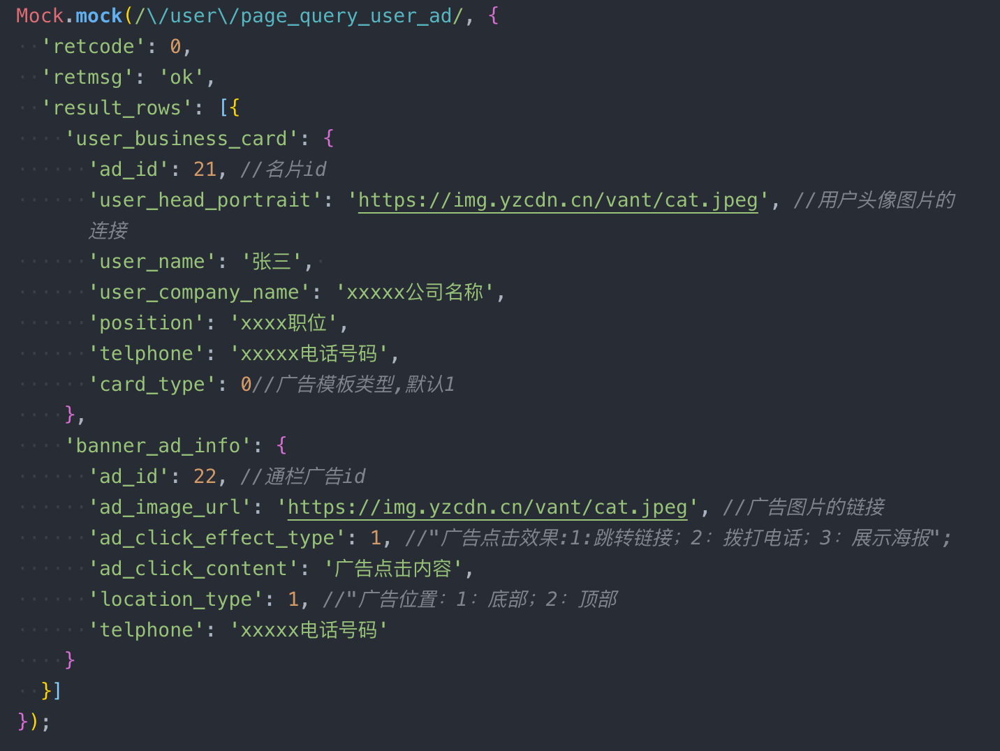 Mock.mock(/\/user\/page_query_user_ad/, {
  'retcode': 0,
  'retmsg': 'ok',
  'result_rows': [{
    'user_business_card': {
      'ad_id': 21, //名片id
      'user_head_portrait': 'https://img.yzcdn.cn/vant/cat.jpeg', //用户头像图片的
      连接
      'user_name': '张三',
      'user_company_name': 'xxxxx公司名称',
      'position': 'xxxx职位',
      'telphone': 'xxxxx电话号码',
      'card_type': 0//广告模板类型,默认1
    },
    'banner_ad_info': {
      'ad_id': 22, //通栏广告id
      'ad_image_url': 'https://img.yzcdn.cn/vant/cat.jpeg', //广告图片的链接
      'ad_click_effect_type': 1, //"广告点击效果:1:跳转链接；2：拨打电话；3：展示海报";
      'ad_click_content': '广告点击内容',
      'location_type': 1, //"广告位置：1：底部；2：顶部
      'telphone': 'xxxxx电话号码'
    }
  }]
});